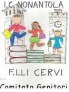 I.C. NONANTOLA
F.LLI CERVI
Comitato Genitori